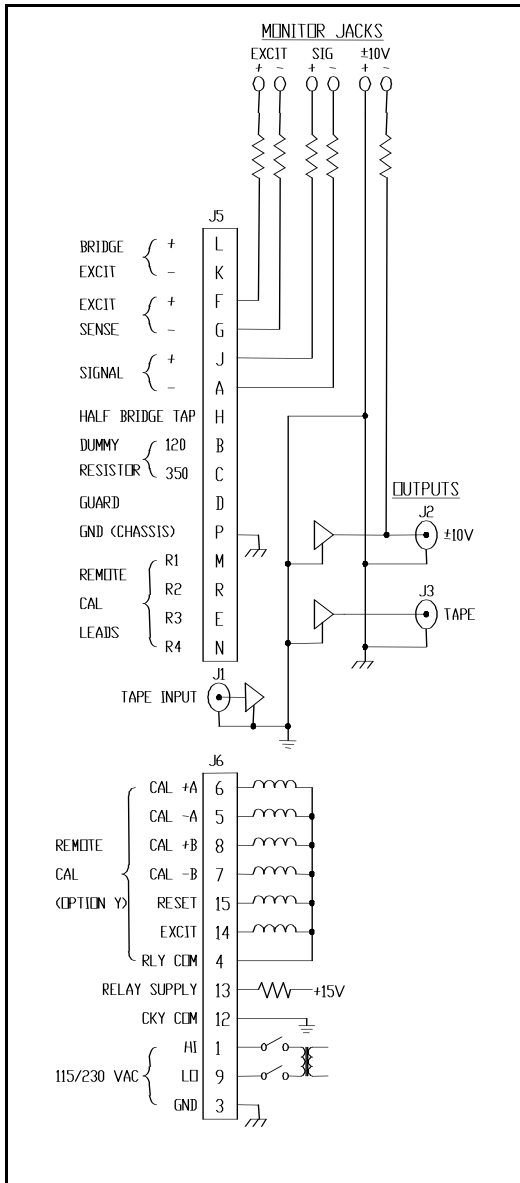 MONITOR JACKS
EXCIT SIG ±10V
+ - + - + -
J5
BRIDGE + L
EXCIT - K
EXCIT + F
SENSE - G
SIGNAL + J
- A
HALF BRIDGE TAP H
DUMMY 120 B
RESISTOR 350 C
GUARD D
GND (CHASSIS) P
REMOTE CAL LEADS
R1 M
R2 R
R3 E
R4 N
OUTPUTS
J2
±10V
J3
TAPE
J1
TAPE INPUT
J6
REMOTE
CAL
(OPTION Y)
CAL +A 6
CAL -A 5
CAL +B 8
CAL -B 7
RESET 15
EXCIT 14
RLY COM 4
RELAY SUPPLY 13 +15V
CKY COM 12
115/230 VAC
HI 1
LO 9
GND 3